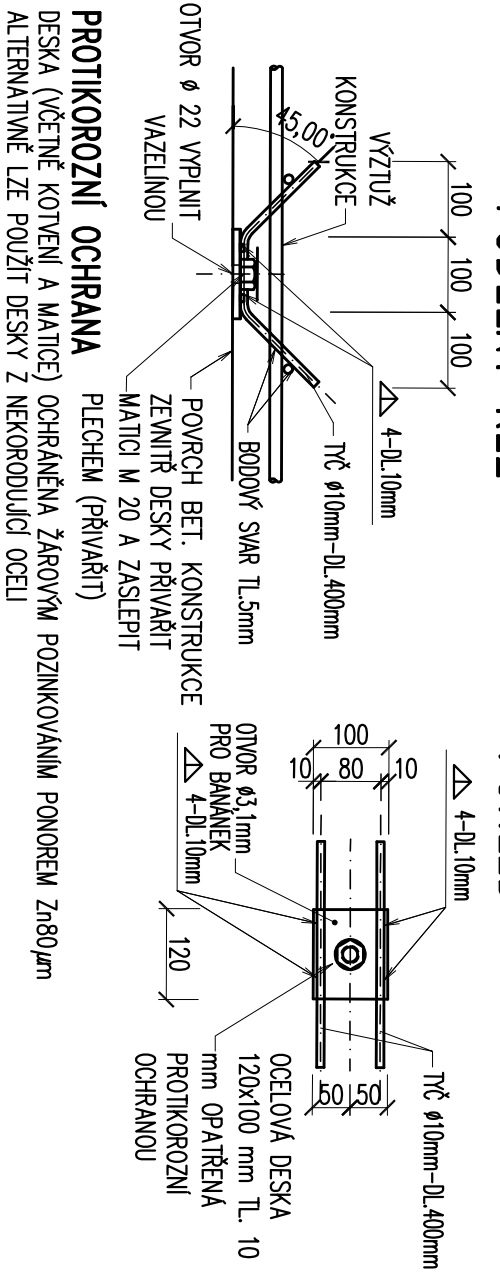 100
100
100
VÝZTUŽ
KONSTRUKCE
45,00°
4-DL.10mm
TYČ ø10mm-DL.400mm
BODOVÝ SVAR TL.5mm
OTVOR ø 22 VYPLNIT
VAZELÍNOU
POVRCH BET. KONSTRUKCE
ZEVNITŘ DESKY PŘIVAŘIT
MATICI M 20 A ZASLEPIT
PLECHEM (PŘIVAŘIT)
4-DL.10mm
TYČ ø10mm-DL.400mm
100
10
80
10
OTVOR ø3,1mm
PRO BANÁNEK
4-DL.10mm
120
50
50
OCELOVÁ DESKA
120x100 mm TL. 10
mm OPATŘENÁ
PROTIKOROZNÍ
OCHRANOU
PROTIKOROZNÍ OCHRANA
DESKA (VČETNĚ KOTVENÍ A MATICE) OCHRÁNĚNA ŽÁROVÝM POZINKOVÁNÍM PONOREM Zn80µm
ALTERNATIVNĚ LZE POUŽÍT DESKY Z NEKORODUJÍCÍ OCELI